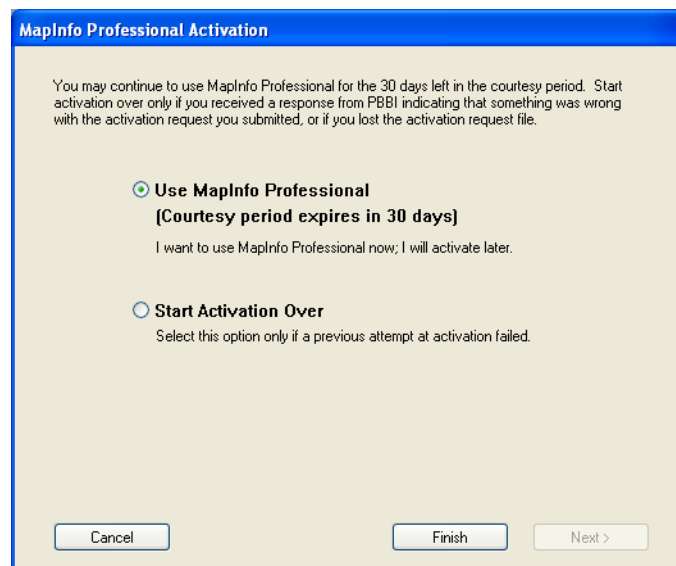 MapInfo Professional Activation
You may continue to use MapInfo Professional for the 30 days left in the courtesy period. Start
activation over only if you received a response from PBBI indicating that something was wrong
with the activation request you submitted, or if you lost the activation request file.
Use MapInfo Professional
(Courtesy period expires in 30 days)
I want to use MapInfo Professional now; I will activate later.
Start Activation Over
Select this option only if a previous attempt at activation failed.
Cancel Finish Next >